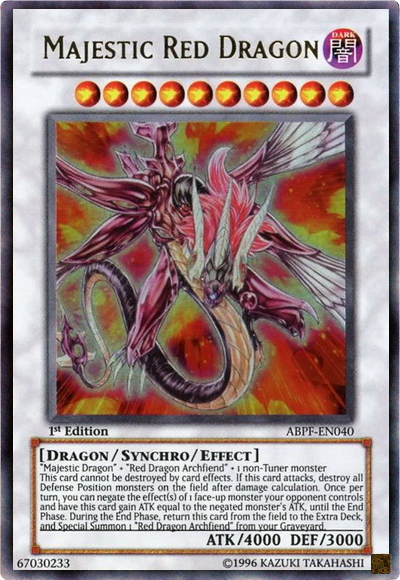 MAJESTIC RED DRAGON
DARK
闇
1st Edition
ABPF-EN040
[DRAGON/SYNCHRO/EFFECT]
"Majestic Dragon" + "Red Dragon Archfiend" + 1 non-Tuner monster
This card cannot be destroyed by card effects. If this card attacks, destroy all
Defense Position monsters on the field after damage calculation. Once per
turn, you can negate the effect(s) of 1 face-up monster your opponent controls
and have this card gain ATK equal to the negated monster's ATK, until the End
Phase. During the End Phase, return this card from the field to the Extra Deck,
and Special Summon 1 "Red Dragon Archfiend" from your Graveyard.
ATK/4000 DEF/3000
67030233
©1996 KAZUKI TAKAHASHI